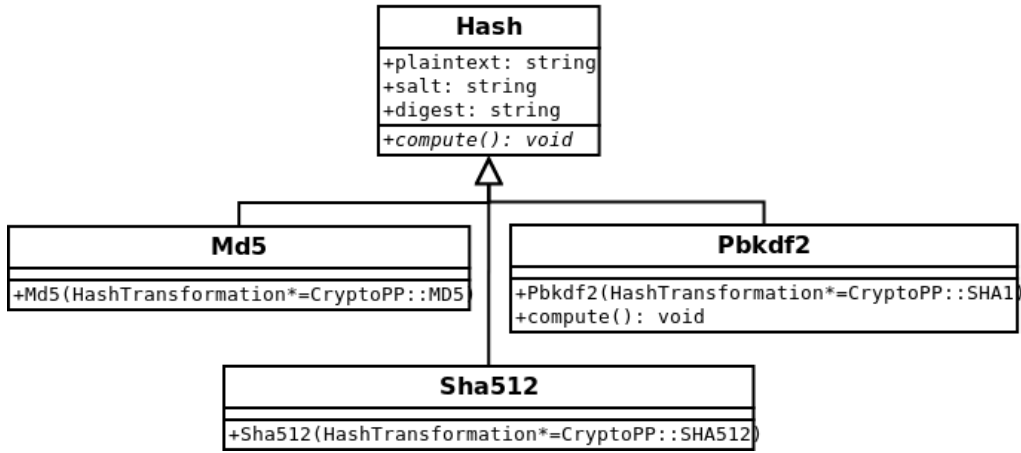 Hash
+plaintext: string
+salt: string
+digest: string
+compute(): void
Md5
+Md5(HashTransformation*=CryptoPP::MD5)
Pbkdf2
+Pbkdf2(HashTransformation*=CryptoPP::SHA1)
+compute(): void
Sha512
+Sha512(HashTransformation*=CryptoPP::SHA512)